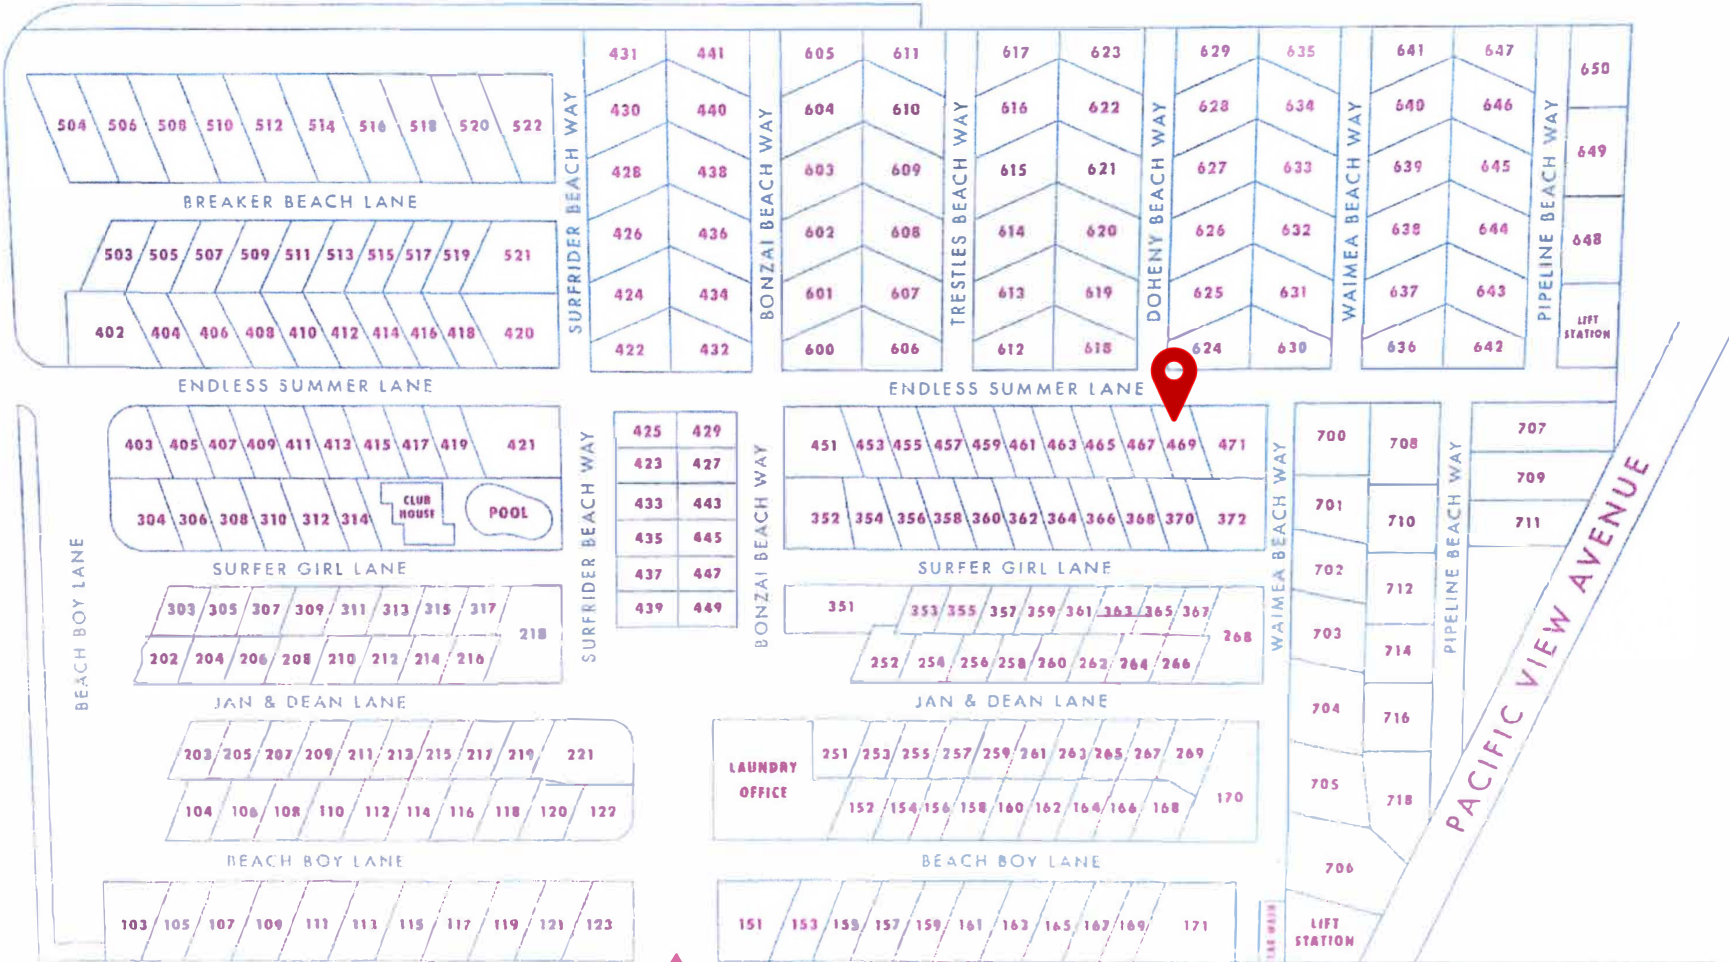 431 441 605 611 617 623 629 635 641 647 650
430 440 604 610 616 622 628 634 640 646
504 506 508 510 512 514 516 518 520 522
428 438 603 609 615 621 627 633 639 645 649
BREAKER BEACH LANE
SURFRIDER BEACH WAY
BONZAI BEACH WAY
TRESTLES BEACH WAY
DOHENY BEACH WAY
WAIMEA BEACH WAY
PIPELINE BEACH WAY
426 436 602 608 614 620 626 632 638 644 648
503 505 507 509 511 513 515 517 519 521
424 434 601 607 613 619 625 631 637 643
LIFT
STATION
402 404 406 408 410 412 414 416 418 420
422 432 600 606 612 618 624 630 636 642
ENDLESS SUMMER LANE
ENDLESS SUMMER LANE
403 405 407 409 411 413 415 417 419 421
425 429
423 427
451 453 455 457 459 461 463 465 467 469 471
700 708 707
709
304 306 308 310 312 314
CLUB
HOUSE
POOL
433 443
435 445
437 447
439 449
352 354 356 358 360 362 364 366 368 370 372
701 710 711
SURFER GIRL LANE
SURFER GIRL LANE
BEACH BOY LANE
SURFRIDER BEACH WAY
BONZAI BEACH WAY
WAIMEA BEACH WAY
PIPELINE BEACH WAY
PACIFIC VIEW AVENUE
702 712
303 305 307 309 311 313 315 317 218
351 353 355 357 359 361 363 365 367 268
703 714
202 204 206 208 210 212 214 216
252 254 256 258 260 262 264 266
JAN & DEAN LANE
JAN & DEAN LANE
704 716
203 205 207 209 211 213 215 217 219 221
LAUNDRY
OFFICE
251 253 255 257 259 261 263 265 267 269
705 718
104 106 108 110 112 114 116 118 120 122
152 154 156 158 160 162 164 166 168 170
BEACH BOY LANE
BEACH BOY LANE
706
103 105 107 109 111 113 115 117 119 121 123
151 153 155 157 159 161 163 165 167 169 171
LIFT
STATION